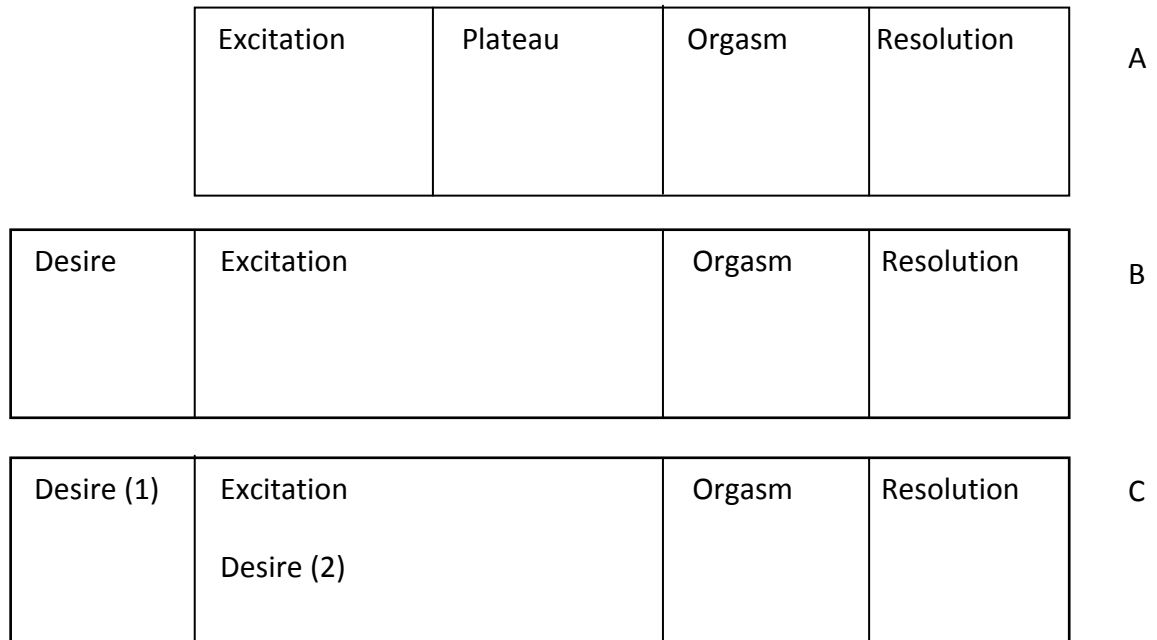 Excitation Plateau Orgasm Resolution A
Desire Excitation Orgasm Resolution B
Desire (1) Excitation Orgasm Resolution C
Desire (2)